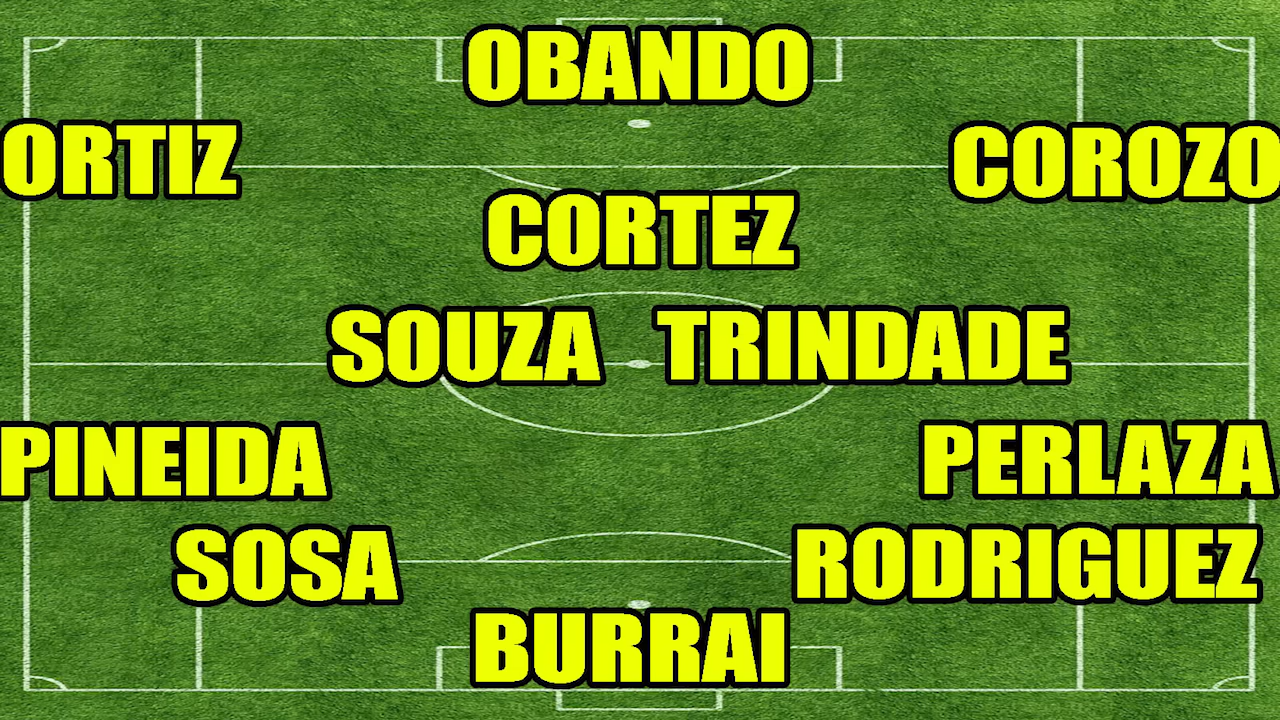 OBANDO
ORTIZ
COROZO
CORTEZ
SOUZA TRINDADE
PINEIDA
PERLAZA
SOSA
RODRIGUEZ
BURRAI